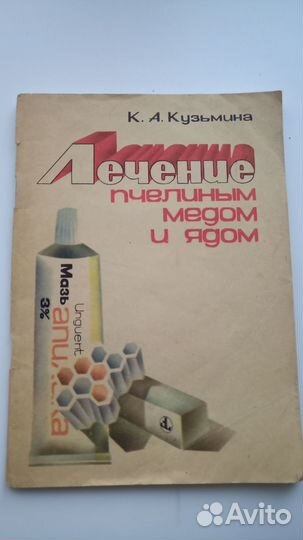 К. А. Кузьмина
Лечение
пчелиным
медом
и ядом
Unguent
Мазь
3%
Avito